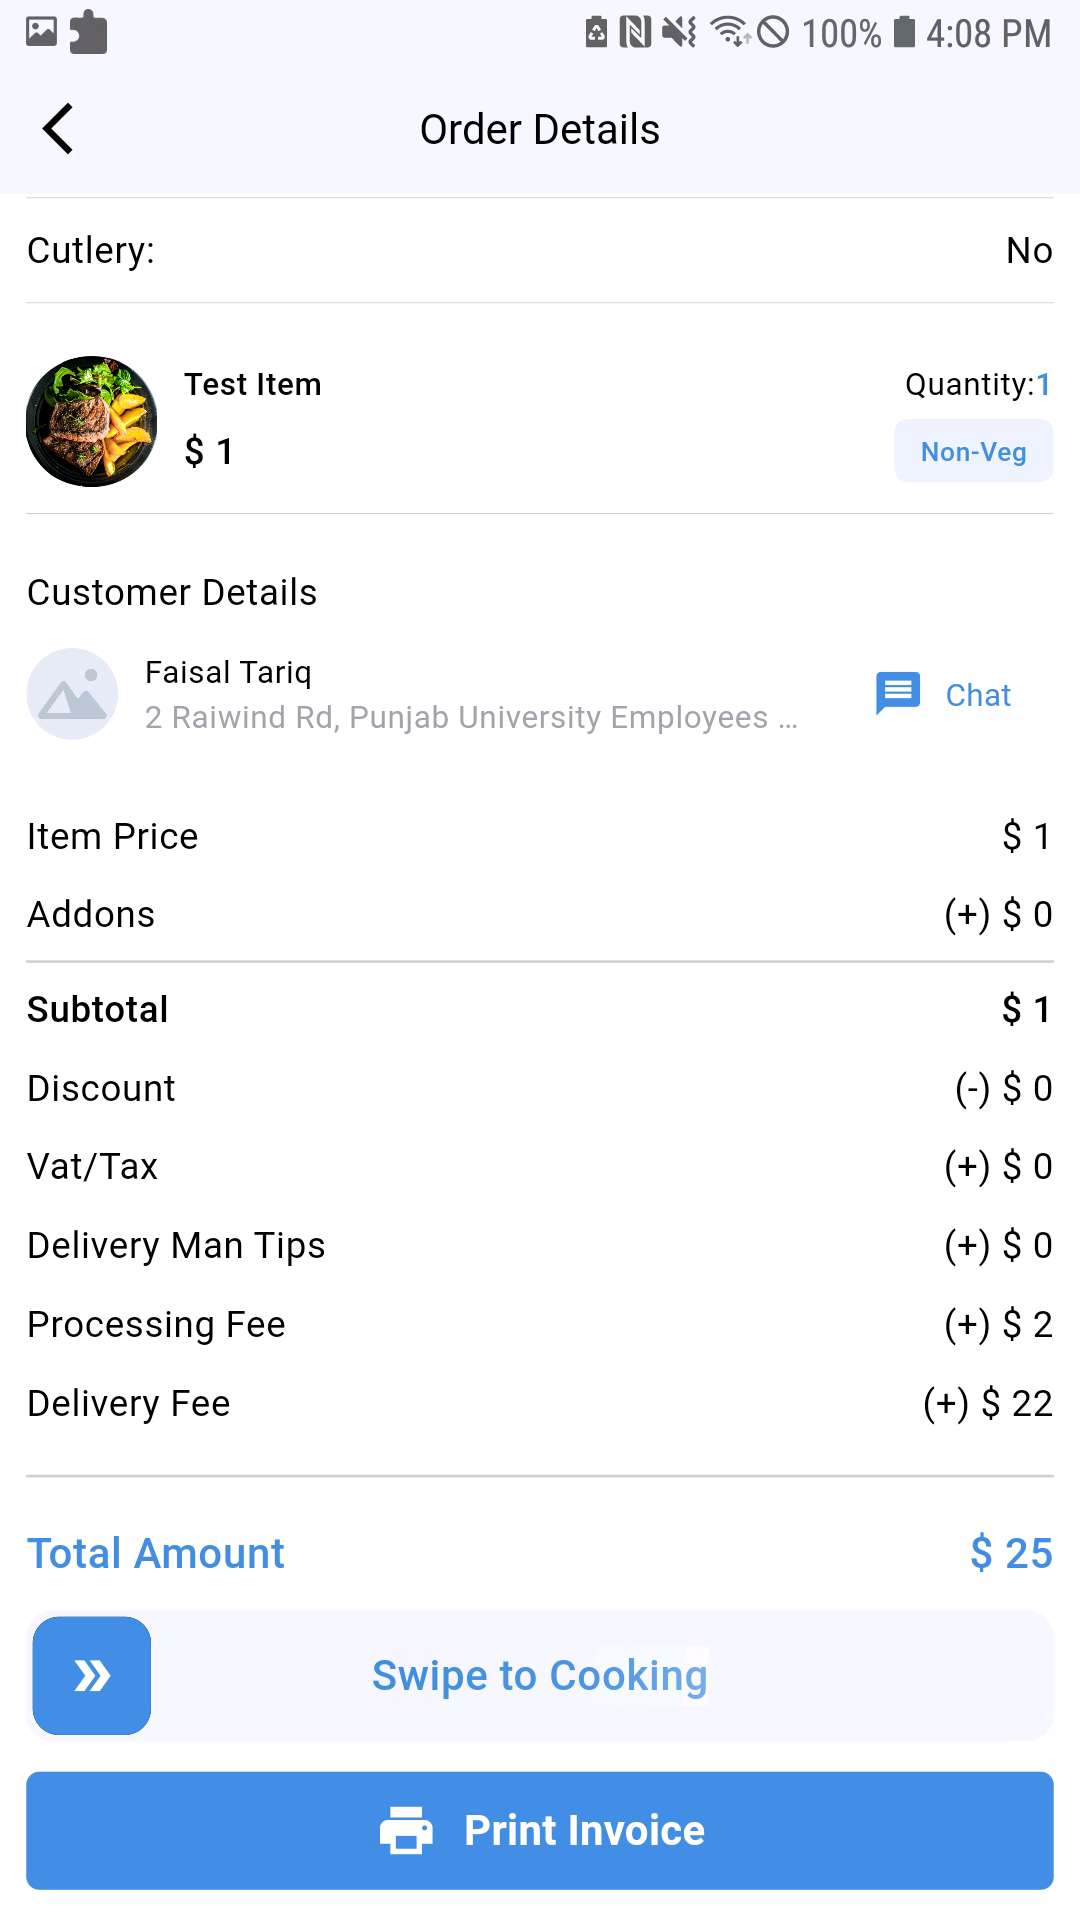 100% 4:08 PM
Order Details
Cutlery: No
Test Item Quantity:1
$ 1 Non-Veg
Customer Details
Faisal Tariq
2 Raiwind Rd, Punjab University Employees ...
Chat
Item Price $ 1
Addons (+) $ 0
Subtotal $ 1
Discount (-) $ 0
Vat/Tax (+) $ 0
Delivery Man Tips (+) $ 0
Processing Fee (+) $ 2
Delivery Fee (+) $ 22
Total Amount $ 25
Swipe to Cooking
Print Invoice